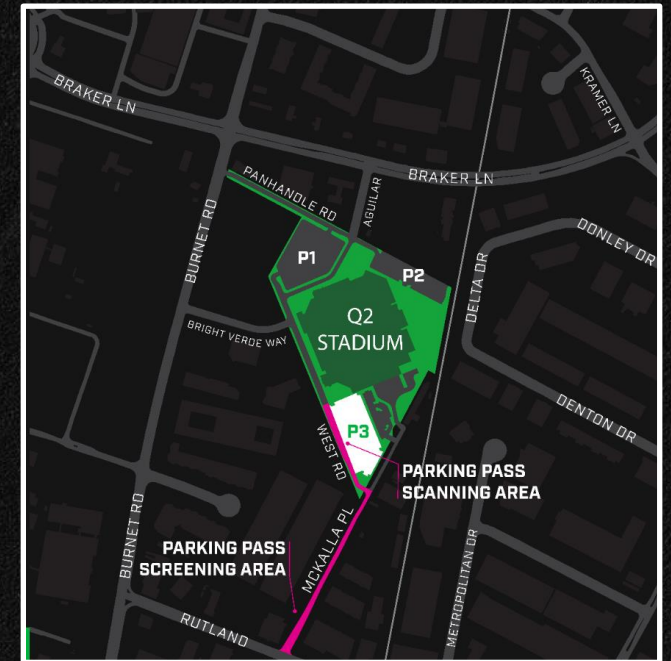 BRAKER LN
KRAMER LN
PANHANDLE RD
AGUILAR
BRAKER LN
BURNET RD
P1
P2
DONLEY DR
DELTA DR
Q2
STADIUM
BRIGHT VERDE WAY
DENTON DR
P3
WEST RD
PARKING PASS
SCANNING AREA
BURNET RD
MCKALLA PL
PARKING PASS
SCREENING AREA
METROPOLITAN DR
RUTLAND